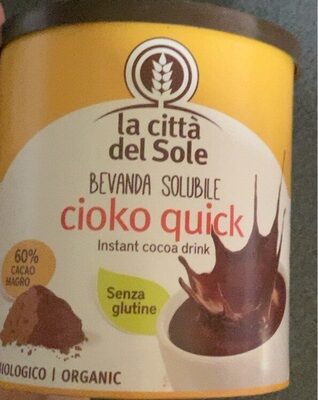 la città
del Sole
BEVANDA SOLUBILE
cioko quick
Instant cocoa drink
60%
CACAO
MAGRO
Senza
glutine
BIOLOGICO | ORGANIC